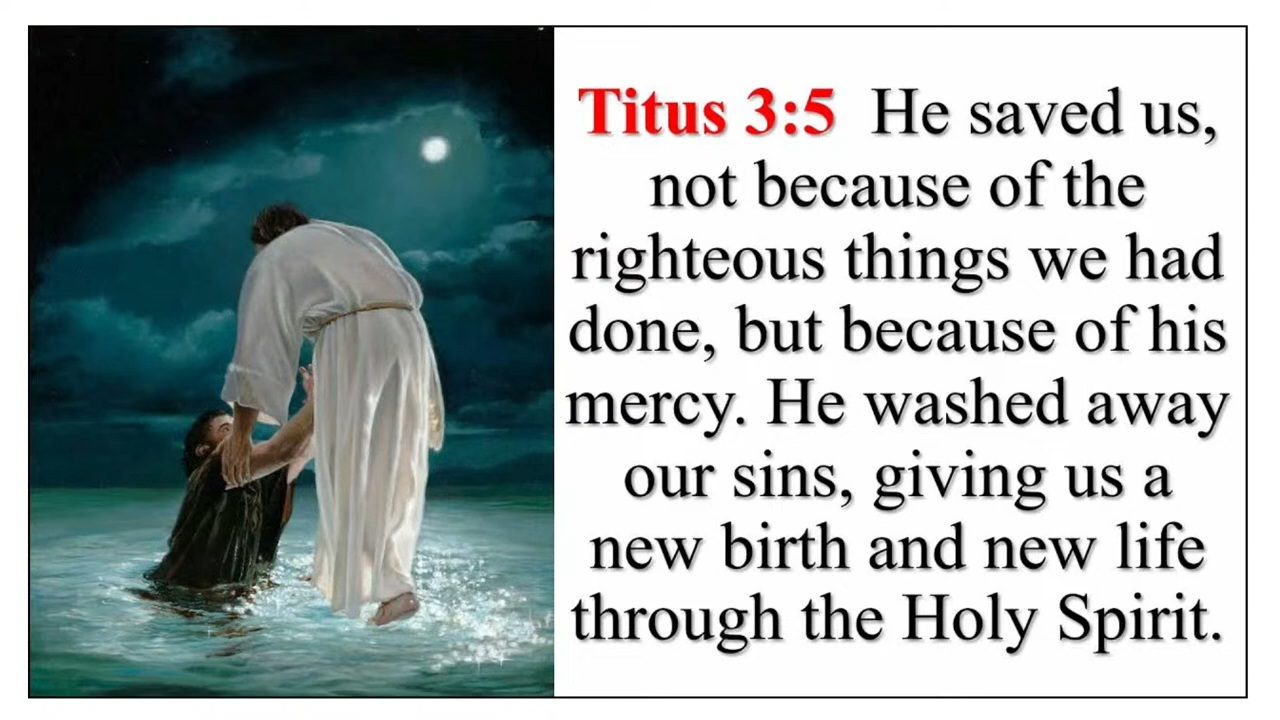 Titus 3:5 He saved us,
not because of the
righteous things we had
done, but because of his
mercy. He washed away
our sins, giving us a
new birth and new life
through the Holy Spirit.